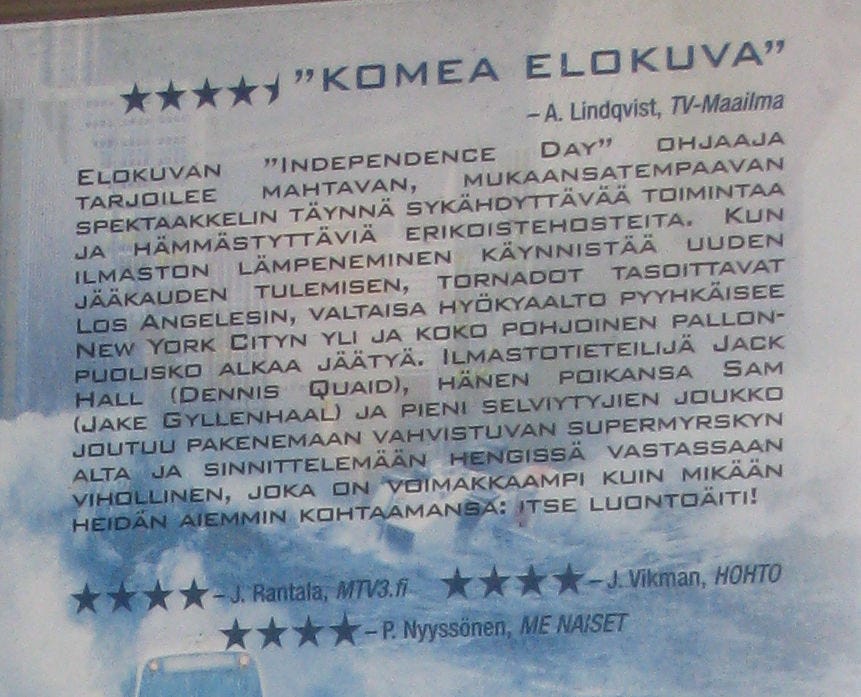 ★★★★½ ”KOMEA ELOKUVA”
– A. Lindqvist, TV-Maailma
ELOKUVAN ”INDEPENDENCE DAY” OHJAAJA
TARJOILEE MAHTAVAN, MUKAANSATEMPAAVAN
SPEKTAAKKELIN TÄYNNÄ SYKÄHDYTTÄVÄÄ TOIMINTAA
JA HÄMMÄSTYTTÄVIÄ ERIKOISTEHOSTEITA. KUN
ILMASTON LÄMPENEMINEN KÄYNNISTÄÄ UUDEN
JÄÄKAUDEN TULEMISEN, TORNADOT TASOITTAVAT
LOS ANGELESIN, VALTAISA HYÖKYAALTO PYYHKÄISEE
NEW YORK CITYN YLI JA KOKO POHJOINEN PALLON-
PUOLISKO ALKAA JÄÄTYÄ. ILMASTOTIETEILIJÄ JACK
HALL (DENNIS QUAID), HÄNEN POIKANSA SAM
(JAKE GYLLENHAAL) JA PIENI SELVIYTYJIEN JOUKKO
JOUTUU PAKENEMAAN VAHVISTUVAN SUPERMYRSKYN
ALTA JA SINNITTELEMÄÄN HENGISSÄ VASTASSAAN
VIHOLLINEN, JOKA ON VOIMAKKAAMPI KUIN MIKÄÄN
HEIDÄN AIEMMIN KOHTAAMANSA: ITSE LUONTOÄITI!
★★★★ – J. Rantala, MTV3.fi ★★★★ – J. Vikman, HOHTO
★★★★ – P. Nyyssönen, ME NAISET